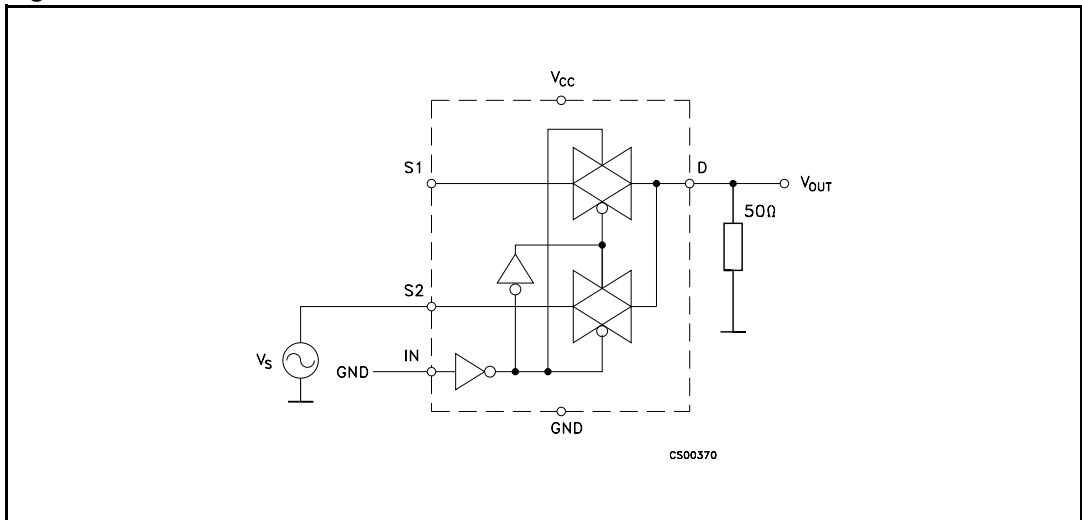 VCC
S1
D
VOUT
50Ω
S2
VS
IN
GND
GND
CS00370